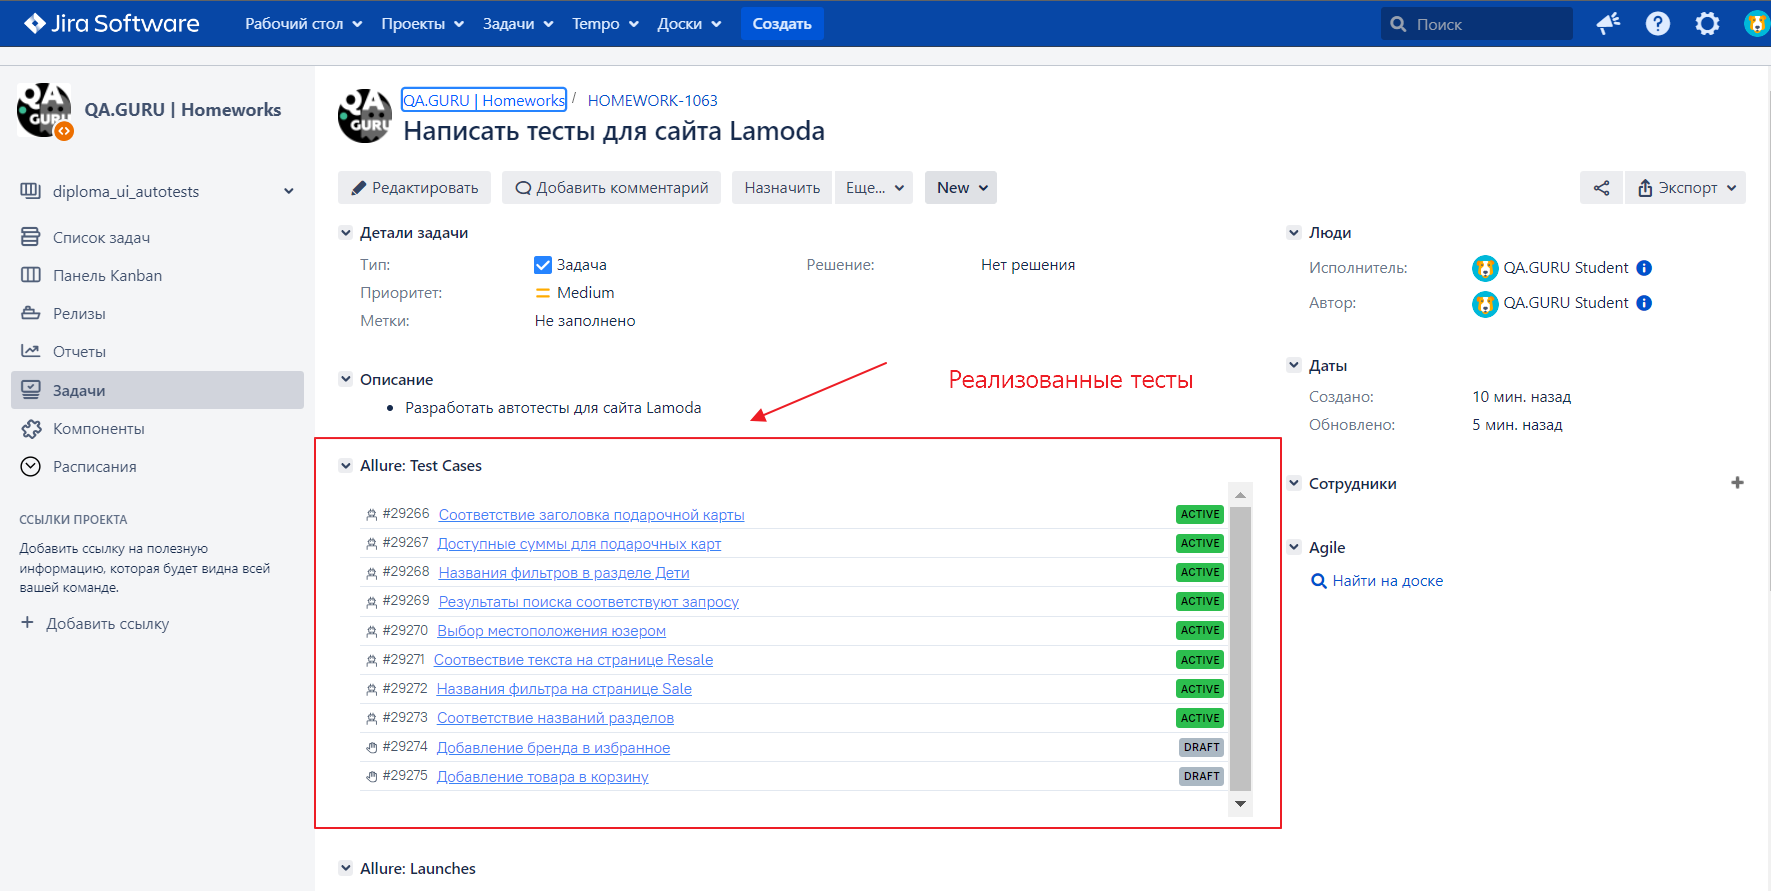 Jira Software
Рабочий стол Проекты Задачи Tempo Доски Создать Поиск
QA GURU
QA.GURU | Homeworks
diploma_ui_autotests
Список задач
Панель Kanban
Релизы
Отчеты
Задачи
Компоненты
Расписания
ССЫЛКИ ПРОЕКТА
Добавить ссылку на полезную
информацию, которая будет видна всей
вашей команде.
+ Добавить ссылку
QA GURU
QA.GURU | Homeworks / HOMEWORK-1063
Написать тесты для сайта Lamoda
Редактировать Добавить комментарий Назначить Еще... New Экспорт
Детали задачи
Тип: Задача Решение: Нет решения
Приоритет: Medium
Метки: Не заполнено
Описание
• Разработать автотесты для сайта Lamoda
Реализованные тесты
Allure: Test Cases
#29266 Соответствие заголовка подарочной карты ACTIVE
#29267 Доступные суммы для подарочных карт ACTIVE
#29268 Названия фильтров в разделе Дети ACTIVE
#29269 Результаты поиска соответствуют запросу ACTIVE
#29270 Выбор местоположения юзером ACTIVE
#29271 Соотвествие текста на странице Resale ACTIVE
#29272 Названия фильтра на странице Sale ACTIVE
#29273 Соответствие названий разделов ACTIVE
#29274 Добавление бренда в избранное DRAFT
#29275 Добавление товара в корзину DRAFT
Allure: Launches
Люди
Исполнитель: QA.GURU Student
Автор: QA.GURU Student
Даты
Создано: 10 мин. назад
Обновлено: 5 мин. назад
Сотрудники
Agile
Найти на доске